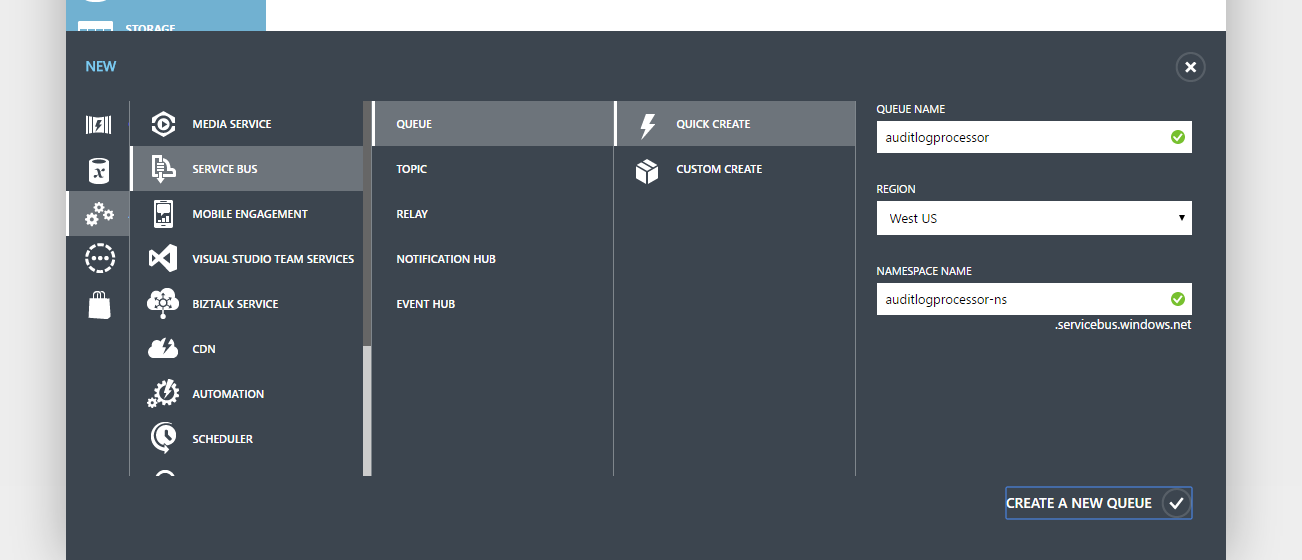 STORAGE
NEW
MEDIA SERVICE
SERVICE BUS
MOBILE ENGAGEMENT
VISUAL STUDIO TEAM SERVICES
BIZTALK SERVICE
CDN
AUTOMATION
SCHEDULER
QUEUE
TOPIC
RELAY
NOTIFICATION HUB
EVENT HUB
QUICK CREATE
CUSTOM CREATE
QUEUE NAME
auditlogprocessor
REGION
West US
NAMESPACE NAME
auditlogprocessor-ns
.servicebus.windows.net
CREATE A NEW QUEUE